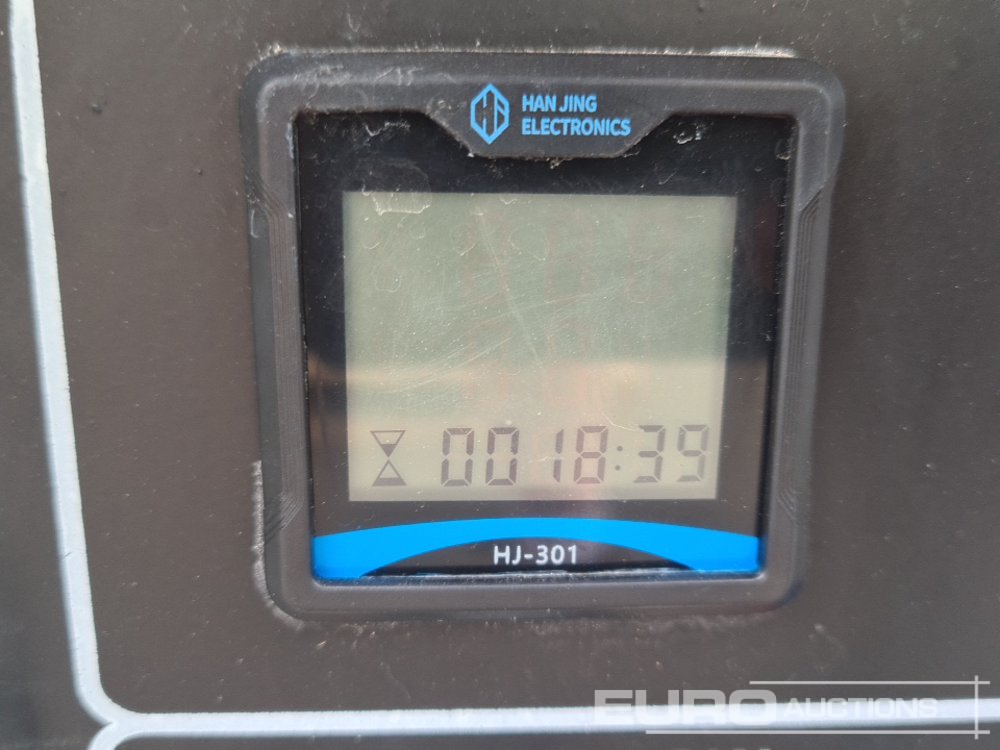 HAN JING
ELECTRONICS
0018:39
HJ-301
EURO AUCTIONS